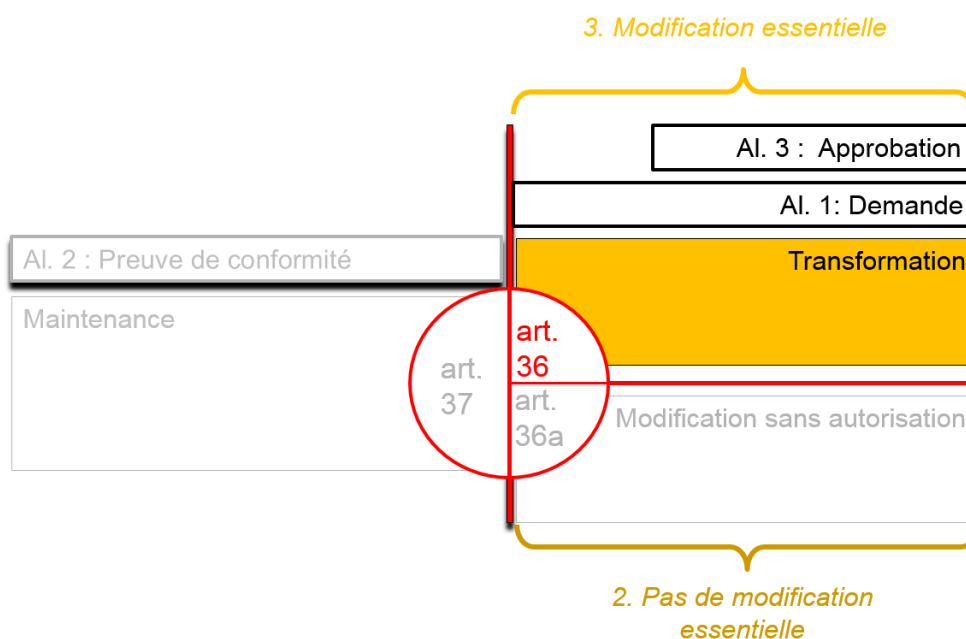 3. Modification essentielle
Al. 3 :  Approbation
Al. 1: Demande
Al. 2 : Preuve de conformité
Transformation
Maintenance
art.
36
art.
37
art.
36a
Modification sans autorisation
2. Pas de modification
essentielle